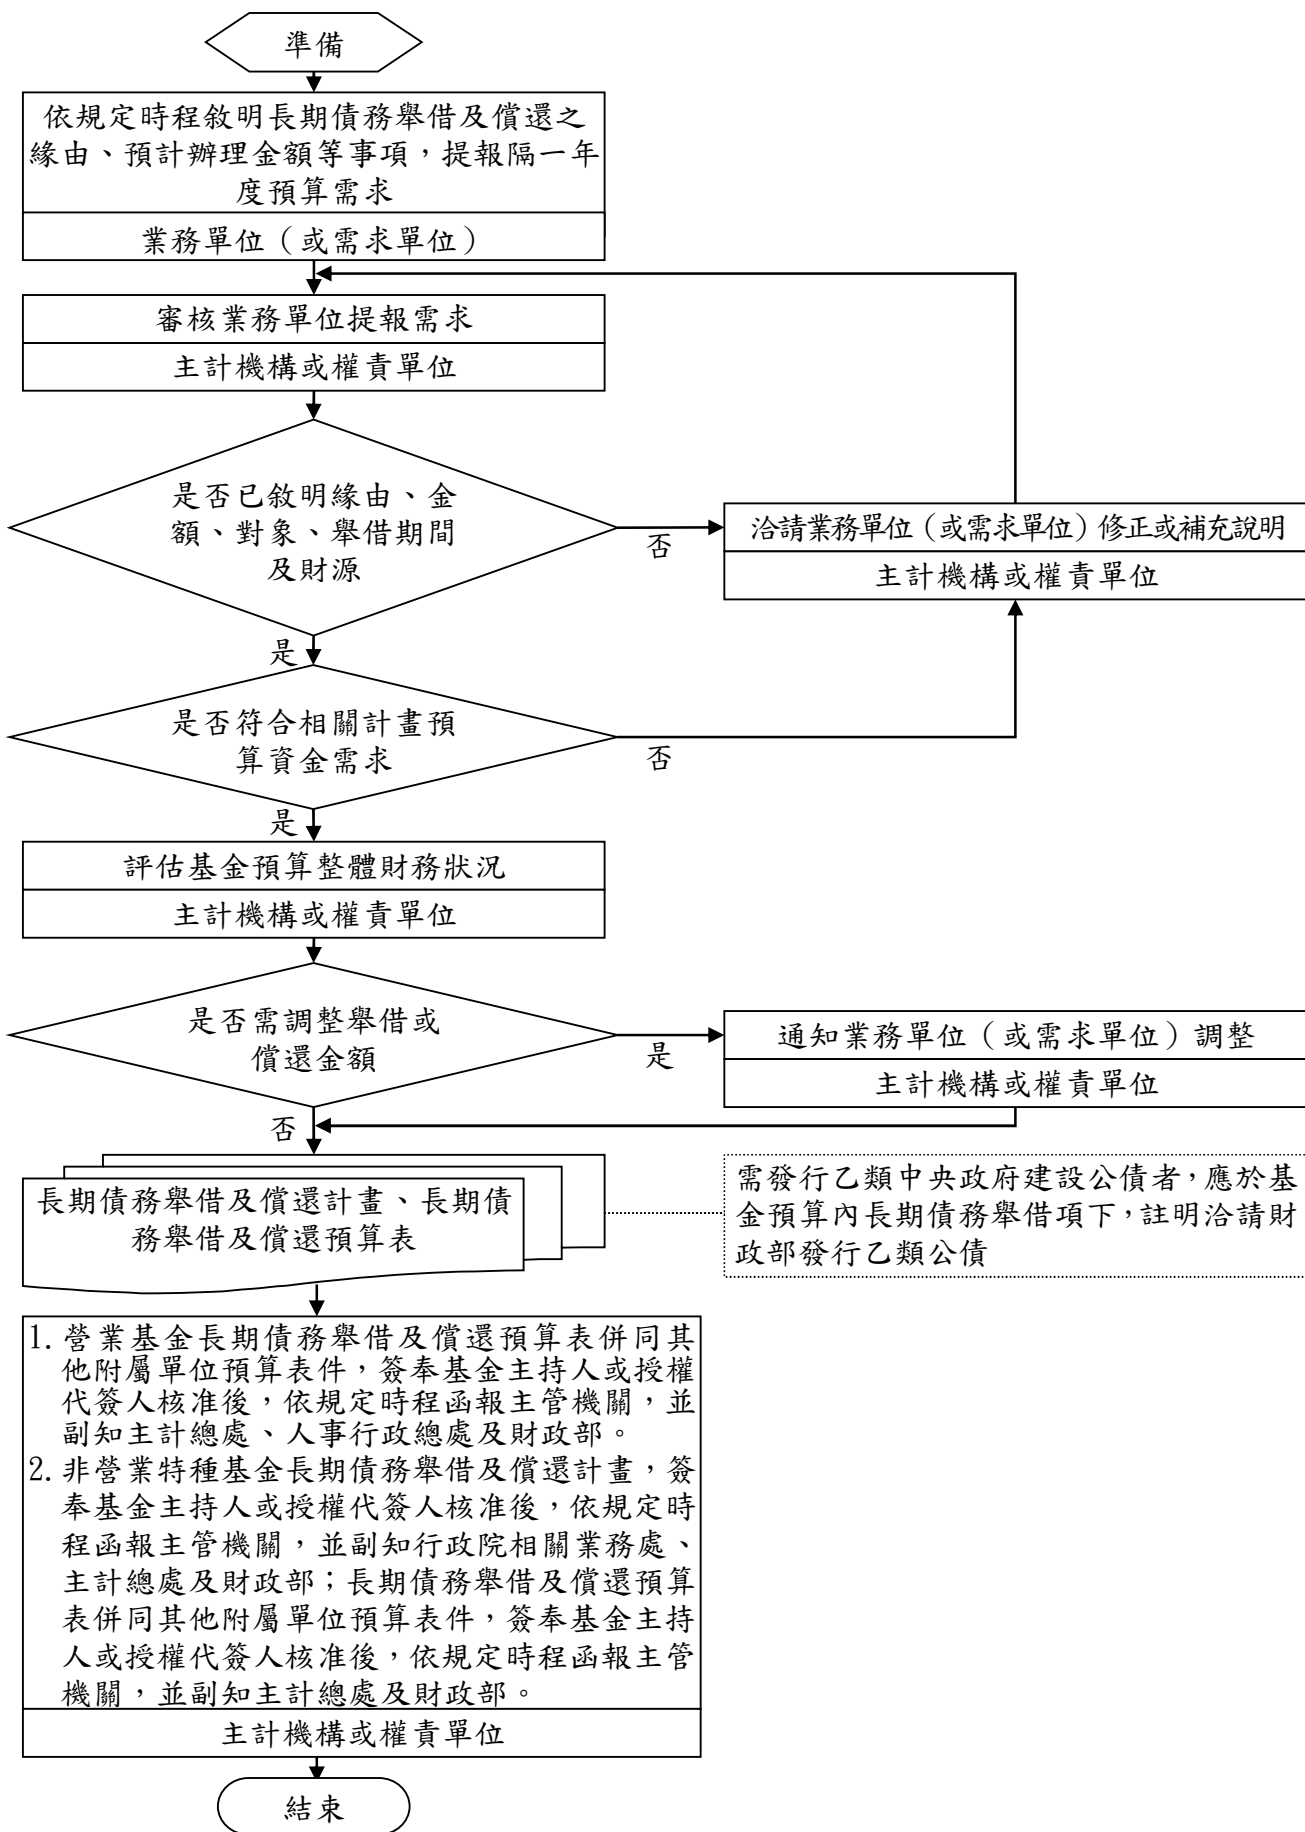 準備
依規定時程敘明長期債務舉借及償還之
緣由、預計辦理金額等事項，提報隔一年
度預算需求
業務單位（或需求單位）
審核業務單位提報需求
主計機構或權責單位
是否已敘明緣由、金
額、對象、舉借期間
及財源
否
洽請業務單位（或需求單位）修正或補充說明
主計機構或權責單位
是
是否符合相關計畫預
算資金需求
否
是
評估基金預算整體財務狀況
主計機構或權責單位
是否需調整舉借或
償還金額
是
通知業務單位（或需求單位）調整
主計機構或權責單位
否
長期債務舉借及償還計畫、長期債
務舉借及償還預算表
需發行乙類中央政府建設公債者，應於基
金預算內長期債務舉借項下，註明洽請財
政部發行乙類公債
1. 營業基金長期債務舉借及償還預算表併同其
他附屬單位預算表件，簽奉基金主持人或授權
代簽人核准後，依規定時程函報主管機關，並
副知主計總處、人事行政總處及財政部。
2. 非營業特種基金長期債務舉借及償還計畫，簽
奉基金主持人或授權代簽人核准後，依規定時
程函報主管機關，並副知行政院相關業務處、
主計總處及財政部；長期債務舉借及償還預算
表併同其他附屬單位預算表件，簽奉基金主持
人或授權代簽人核准後，依規定時程函報主管
機關，並副知主計總處及財政部。
主計機構或權責單位
結束